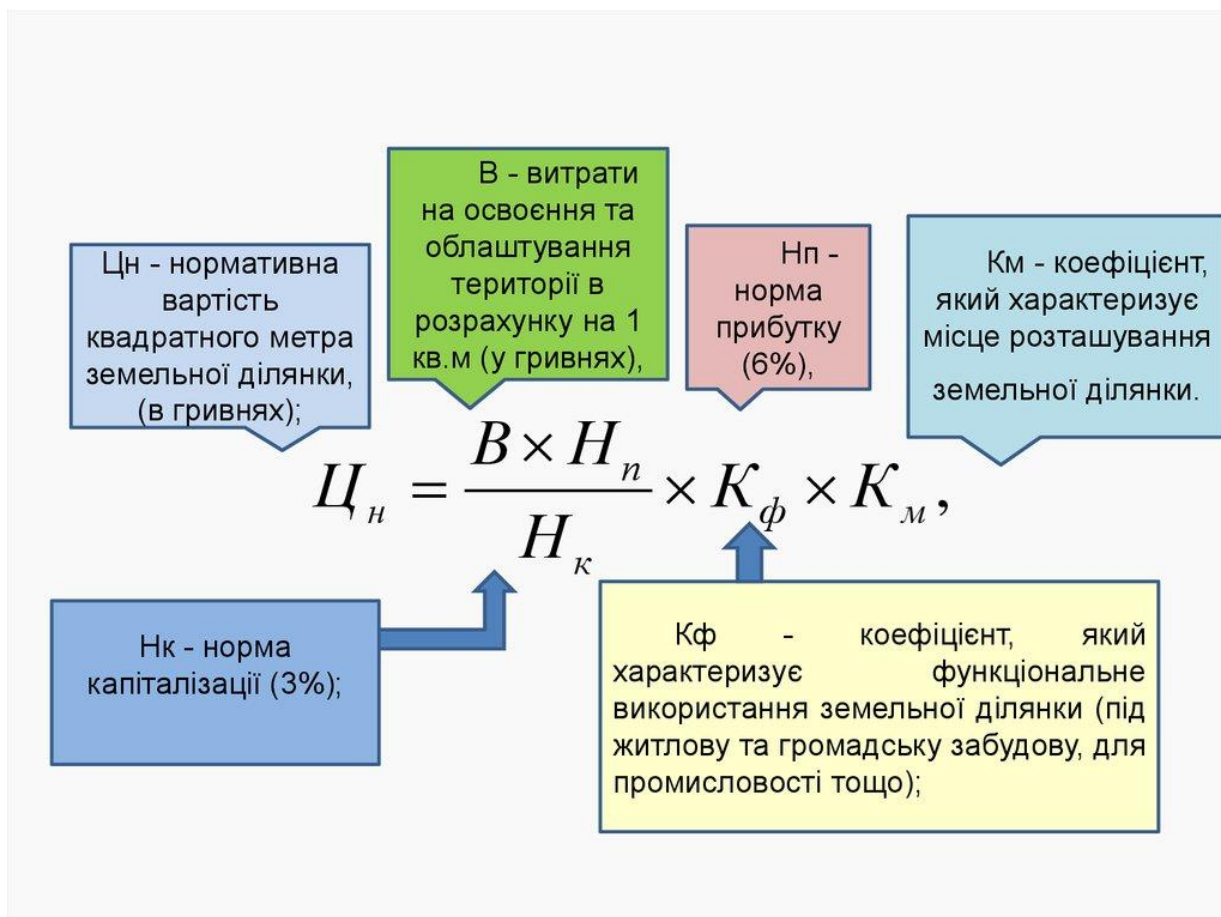 В - витрати
на освоєння та
облаштування
території в
розрахунку на 1
кв.м (у гривнях),
Цн - нормативна
вартість
квадратного метра
земельної ділянки,
(в гривнях);
Нп -
норма
прибутку
(6%),
Км - коефіцієнт,
який характеризує
місце розташування
земельної ділянки.
Цн = В × Нп / Нк × Кф × Км ,
Нк - норма
капіталізації (3%);
Кф - коефіцієнт, який
характеризує функціональне
використання земельної ділянки (під
житлову та громадську забудову, для
промисловості тощо);